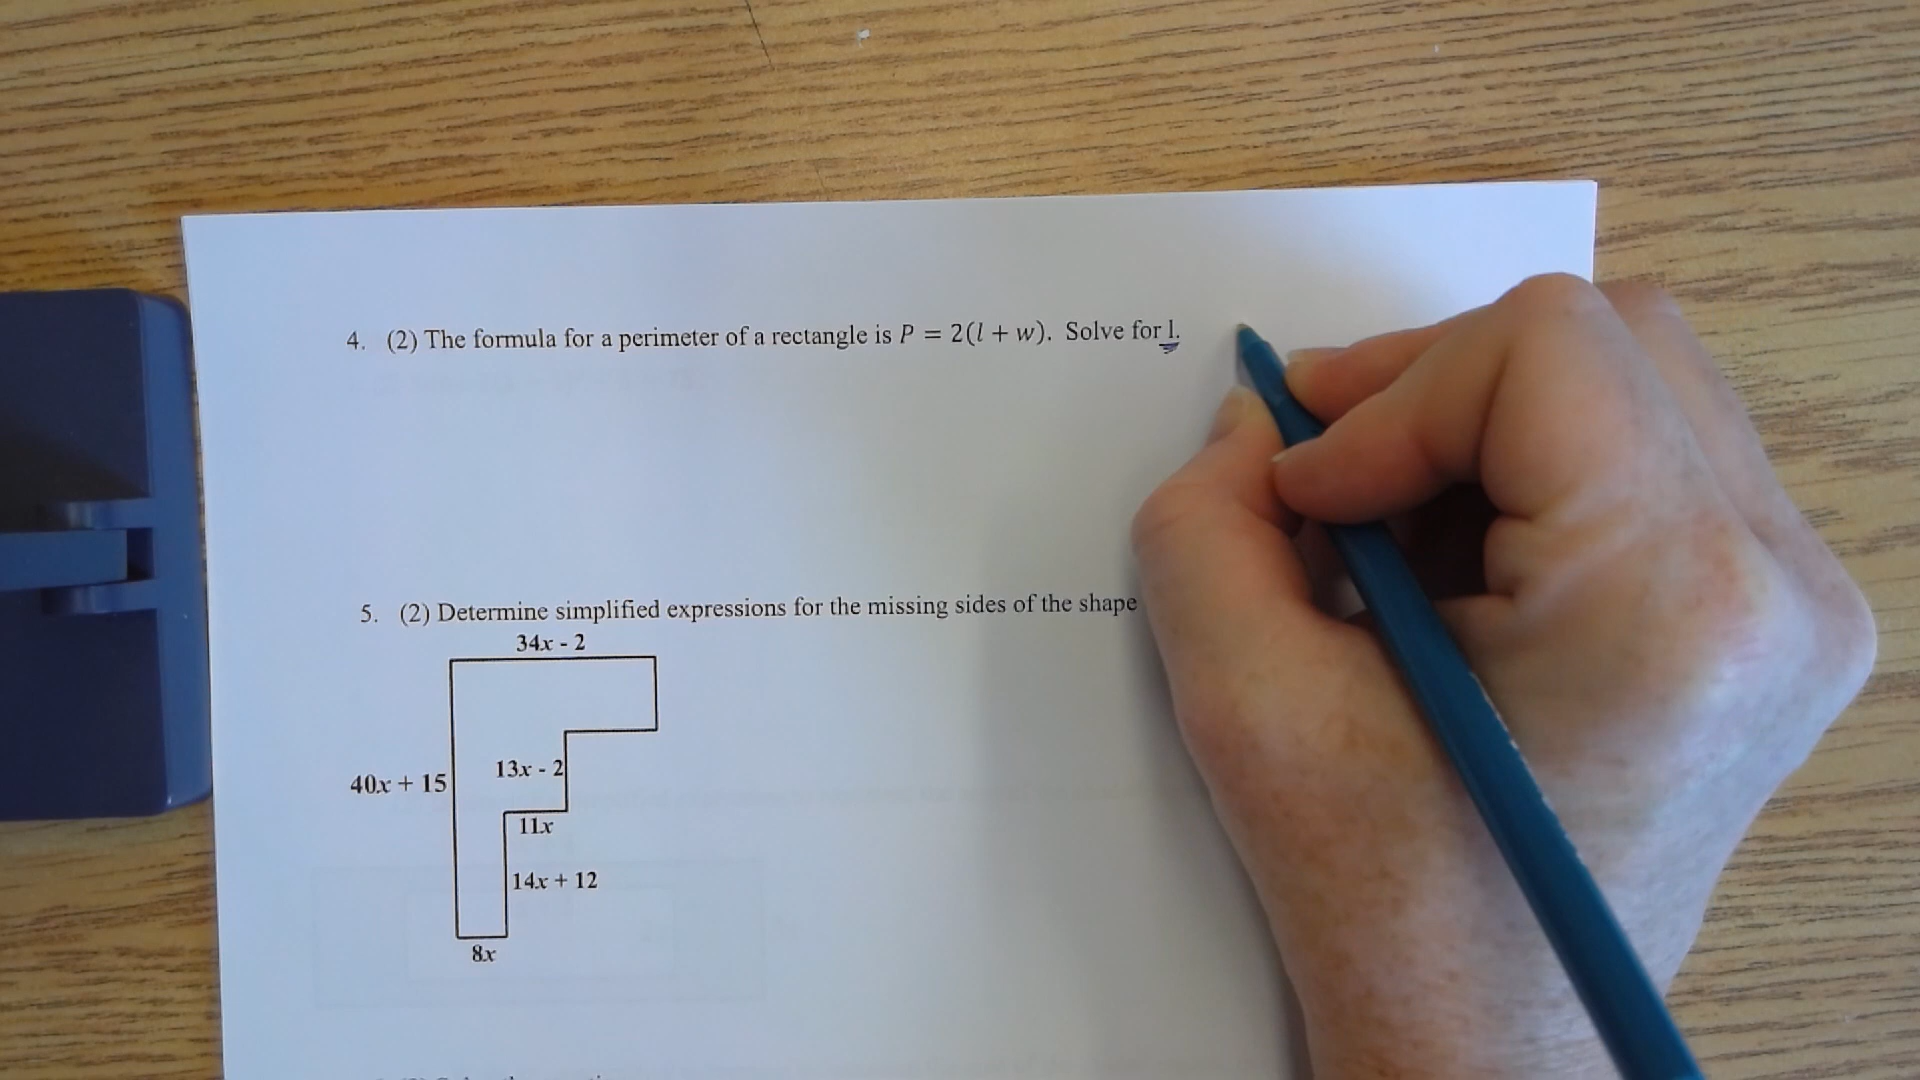 4. (2) The formula for a perimeter of a rectangle is P = 2(l + w). Solve for l.
5. (2) Determine simplified expressions for the missing sides of the shape
34x - 2
13x - 2
40x + 15
11x
14x + 12
8x